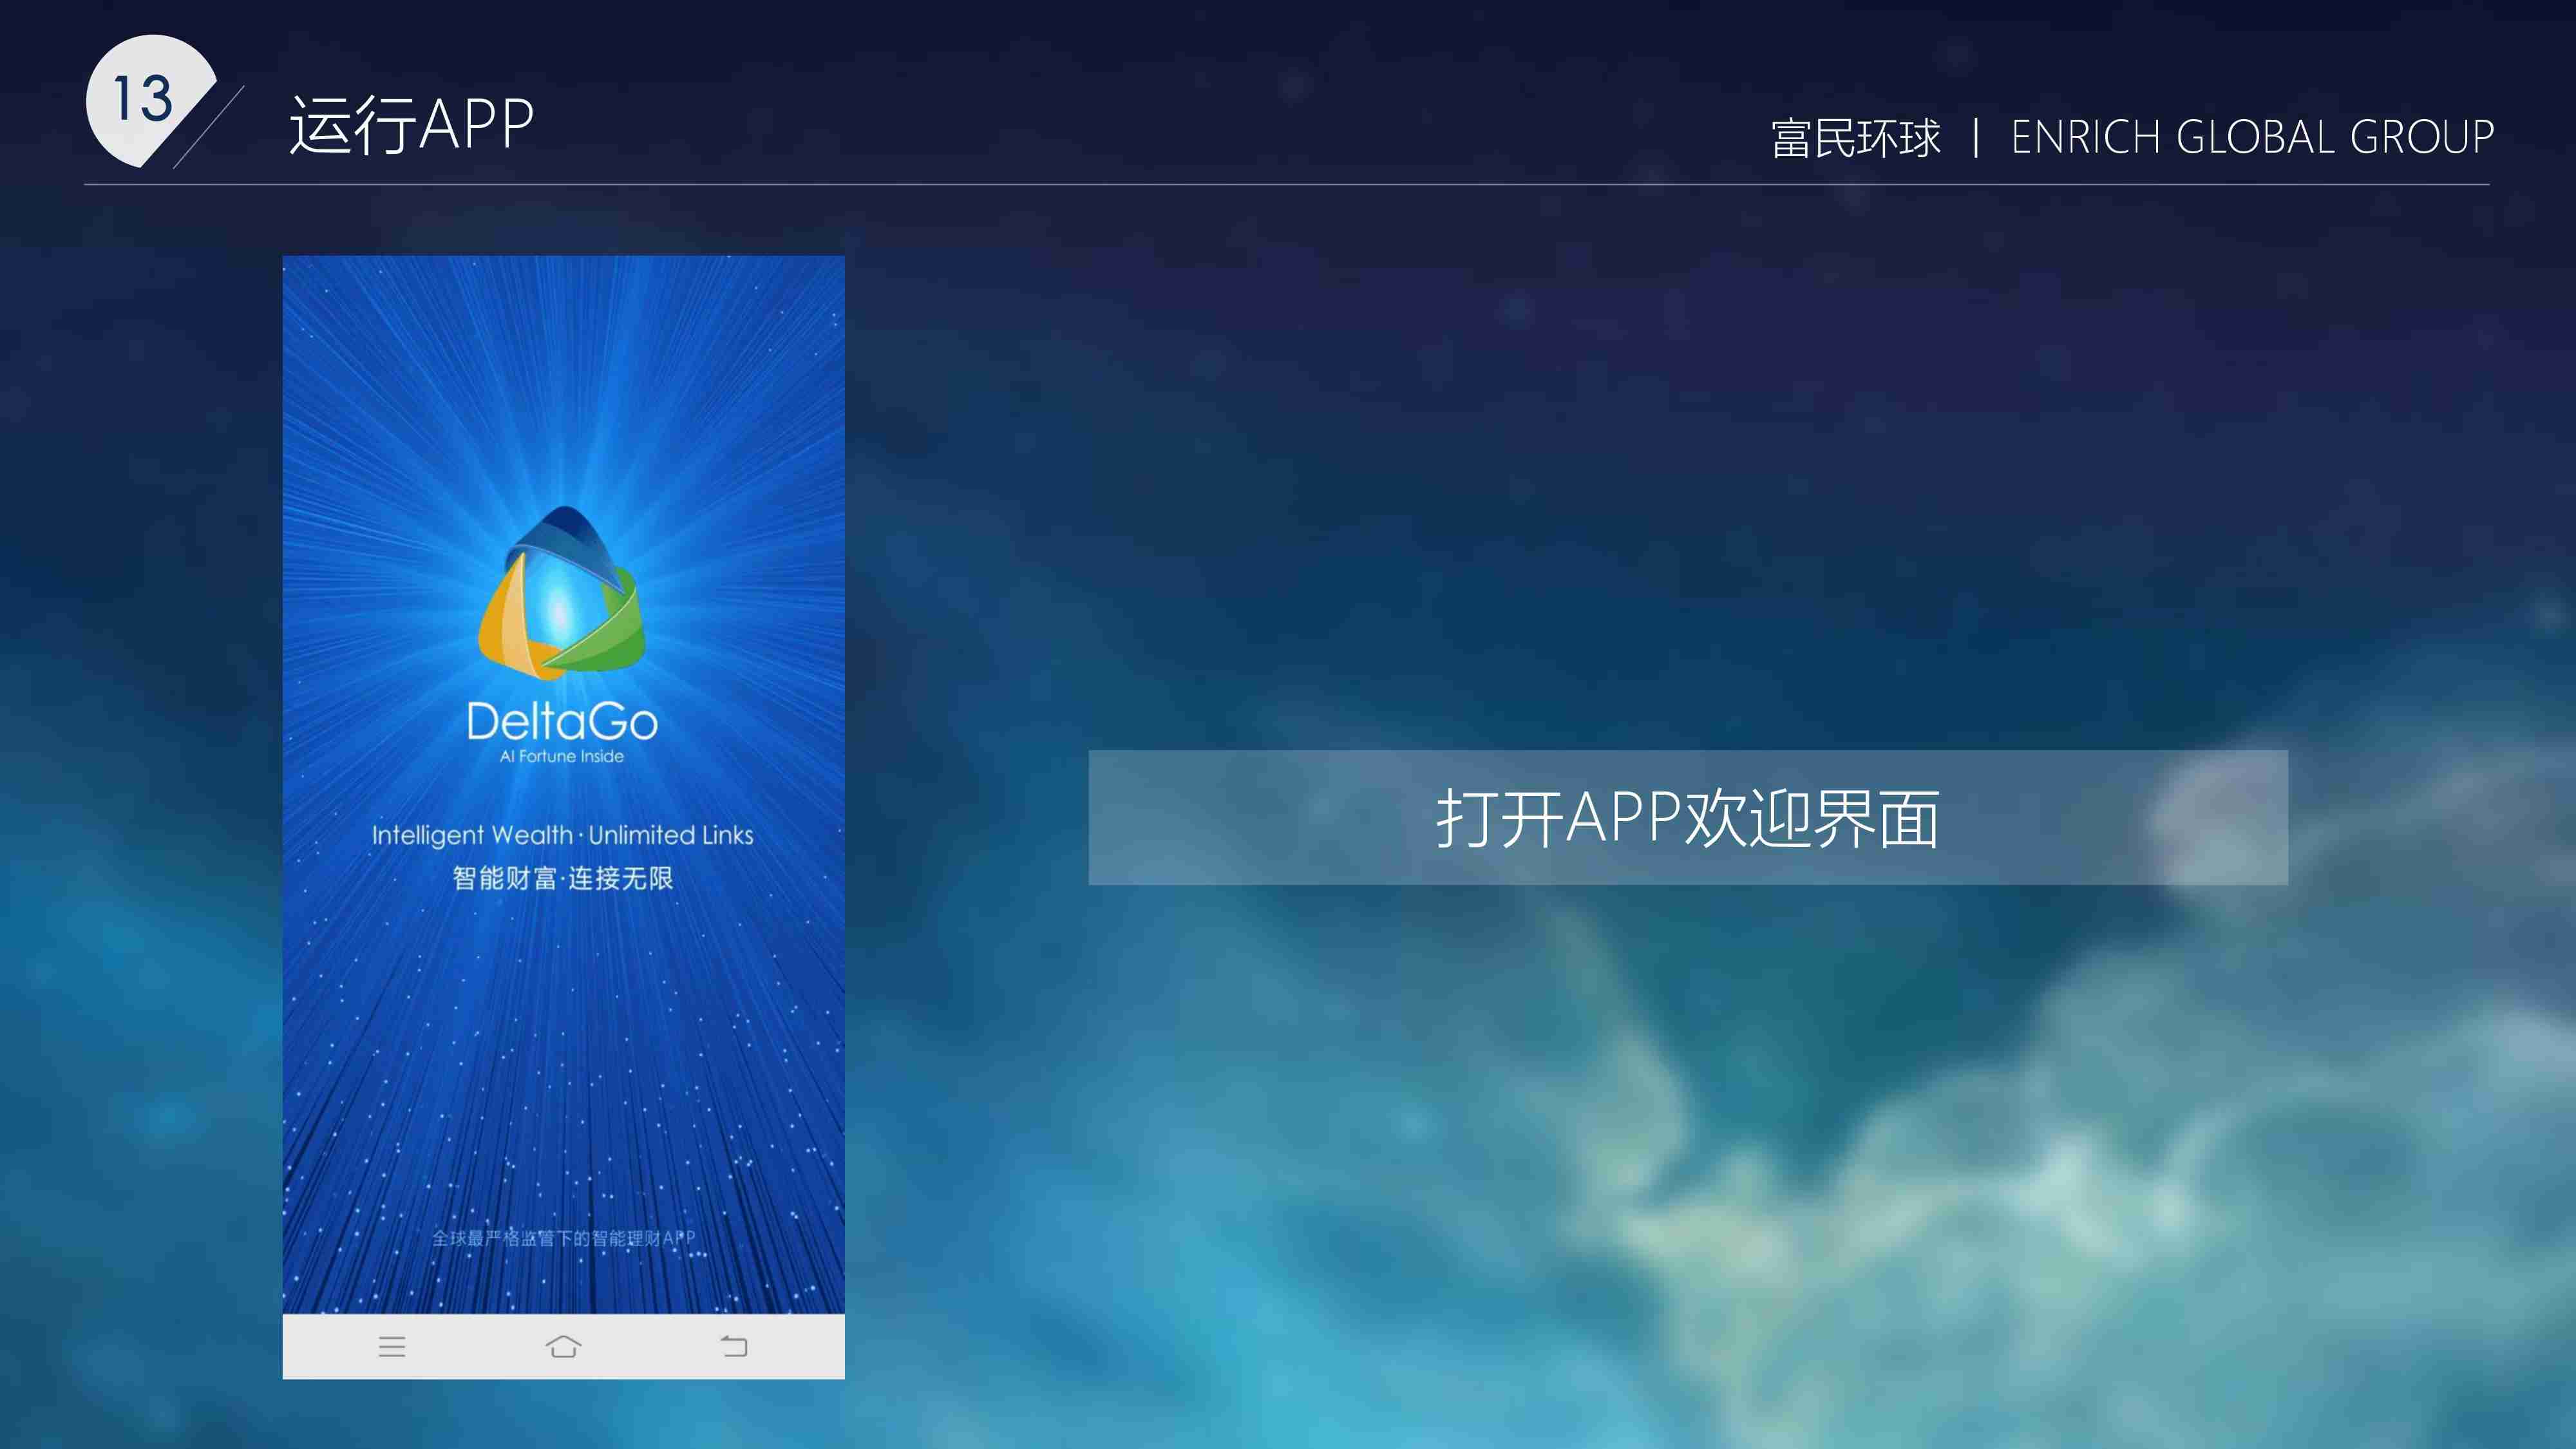 13
运行APP
富民环球 | ENRICH GLOBAL GROUP
DeltaGo
AI Fortune Inside
Intelligent Wealth·Unlimited Links
智能财富·连接无限
全球最严格监管下的智能理财APP
打开APP欢迎界面